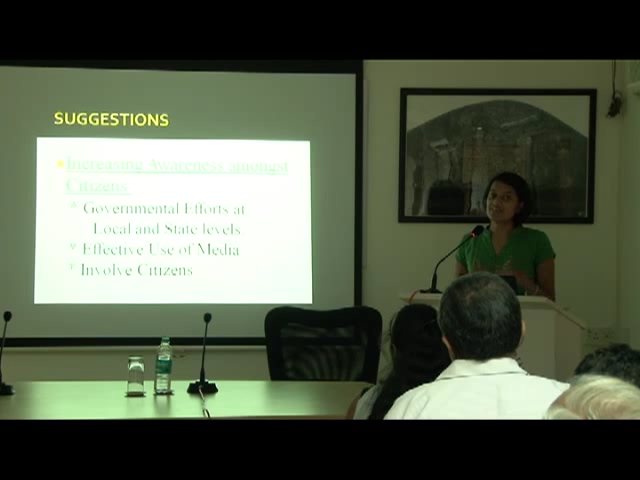 SUGGESTIONS
Increasing Awareness amongst
Citizens
Governmental Efforts at
Local and State levels
Effective Use of Media
Involve Citizens